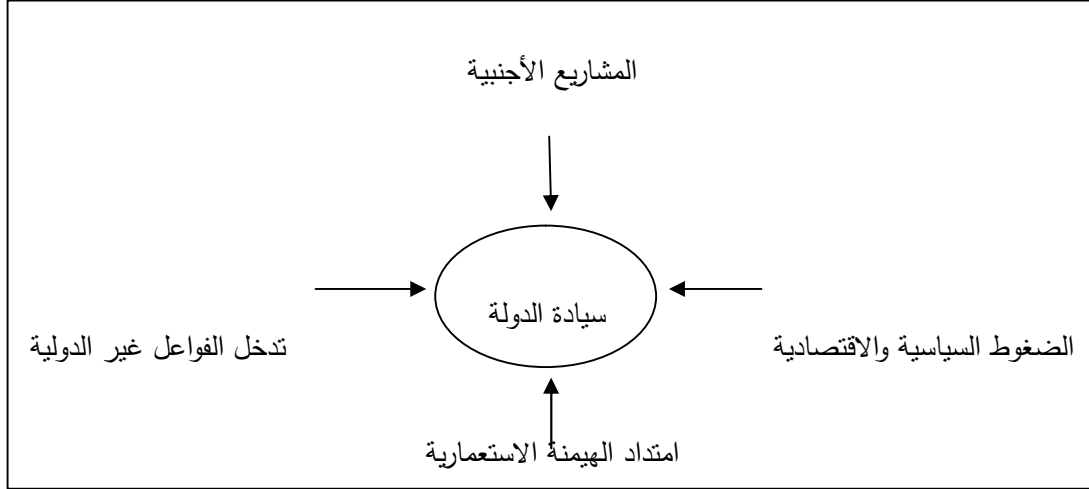 المشاريع الأجنبية
سيادة الدولة
الضغوط السياسية والاقتصادية
تدخل الفواعل غير الدولية
امتداد الهيمنة الاستعمارية